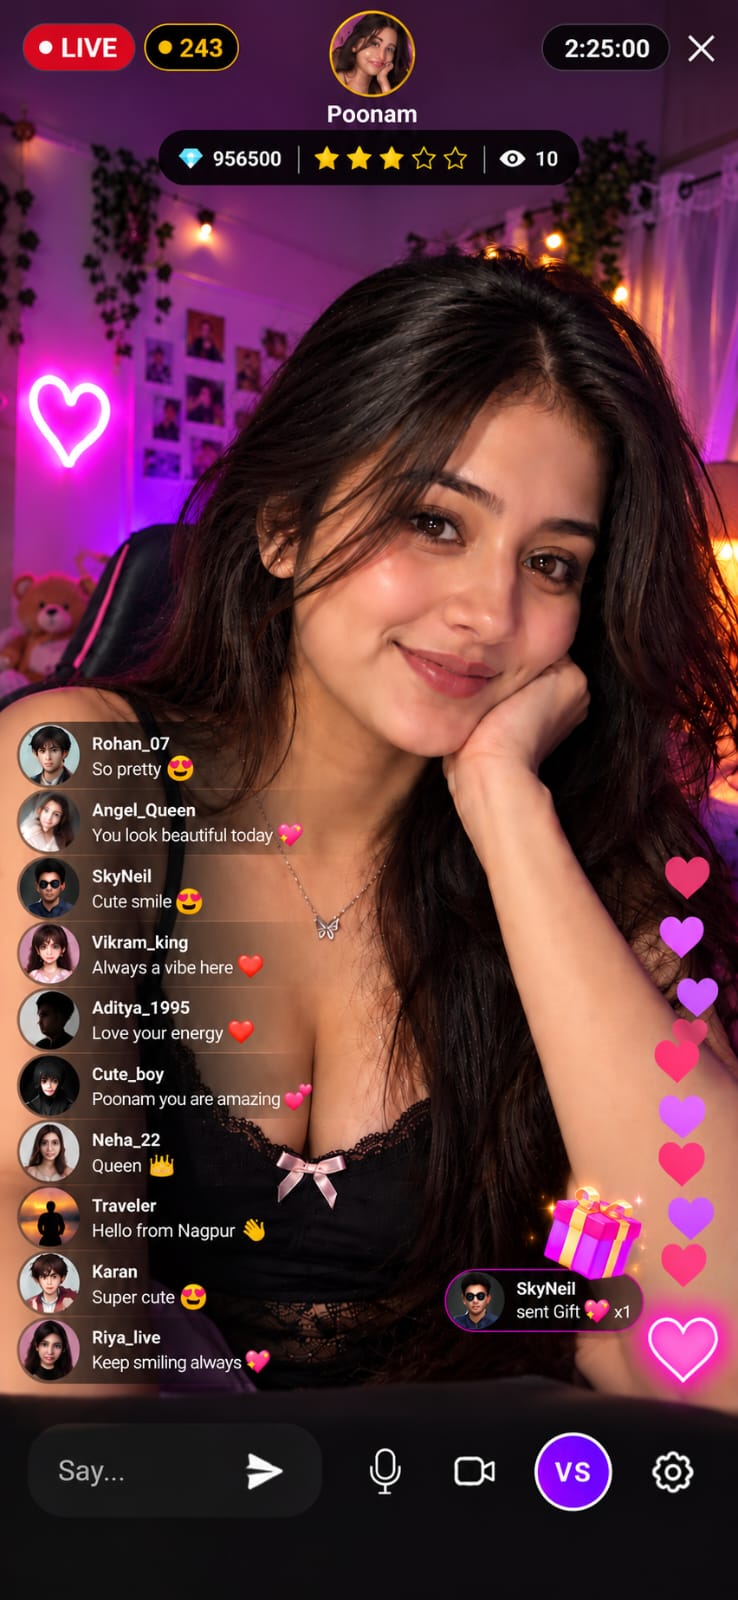 LIVE
243
2:25:00
Poonam
956500
10
Rohan_07
So pretty 😍
Angel_Queen
You look beautiful today 💖
SkyNeil
Cute smile 😍
Vikram_king
Always a vibe here ❤️
Aditya_1995
Love your energy ❤️
Cute_boy
Poonam you are amazing 💕
Neha_22
Queen 👑
Traveler
Hello from Nagpur 👋
Karan
Super cute 😍
Riya_live
Keep smiling always 💖
SkyNeil
sent Gift 💖 x1
Say...
VS